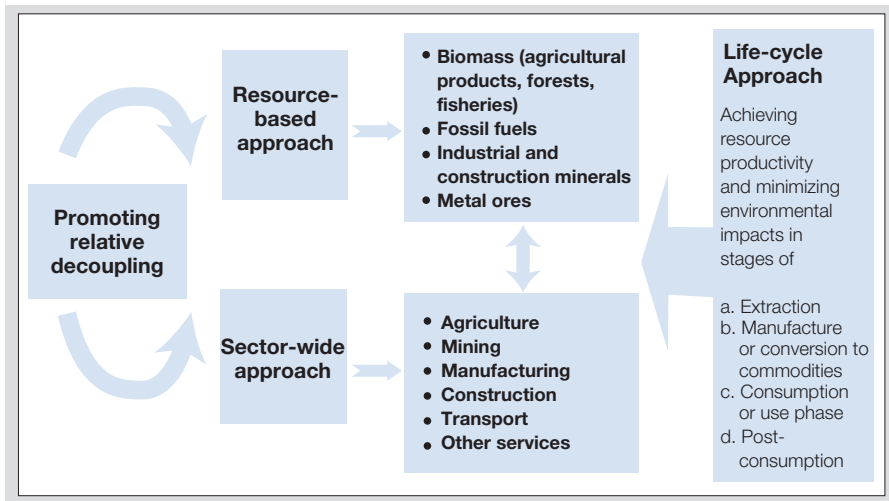 Promoting
relative
decoupling
Resource-
based
approach
• Biomass (agricultural
products, forests,
fisheries)
• Fossil fuels
• Industrial and
construction minerals
• Metal ores
Sector-wide
approach
• Agriculture
• Mining
• Manufacturing
• Construction
• Transport
• Other services
Life-cycle
Approach
Achieving
resource
productivity
and minimizing
environmental
impacts in
stages of
a. Extraction
b. Manufacture
or conversion to
commodities
c. Consumption
or use phase
d. Post-
consumption